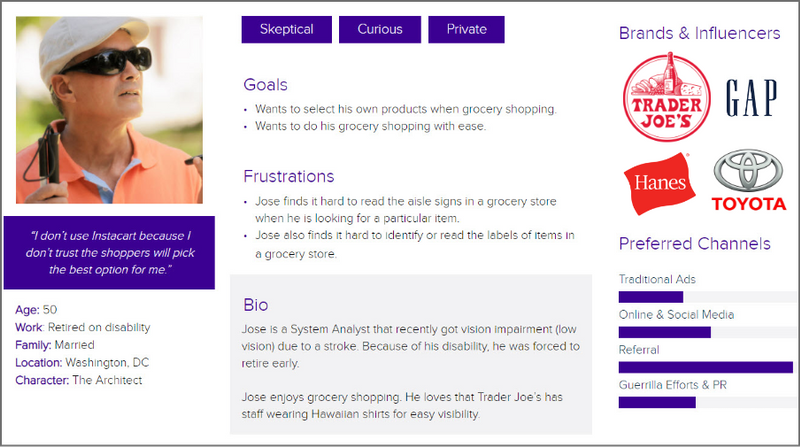 “I don’t use Instacart because I
don’t trust the shoppers will pick
the best option for me.”
Age: 50
Work: Retired on disability
Family: Married
Location: Washington, DC
Character: The Architect
Skeptical
Curious
Private
Goals
• Wants to select his own products when grocery shopping.
• Wants to do his grocery shopping with ease.
Frustrations
• Jose finds it hard to read the aisle signs in a grocery store
when he is looking for a particular item.
• Jose also finds it hard to identify or read the labels of items in
a grocery store.
Bio
Jose is a System Analyst that recently got vision impairment (low
vision) due to a stroke. Because of his disability, he was forced to
retire early.
Jose enjoys grocery shopping. He loves that Trader Joe’s has
staff wearing Hawaiian shirts for easy visibility.
Brands & Influencers
TRADER
JOE'S
GAP
Hanes
®
TOYOTA
Preferred Channels
Traditional Ads
Online & Social Media
Referral
Guerrilla Efforts & PR